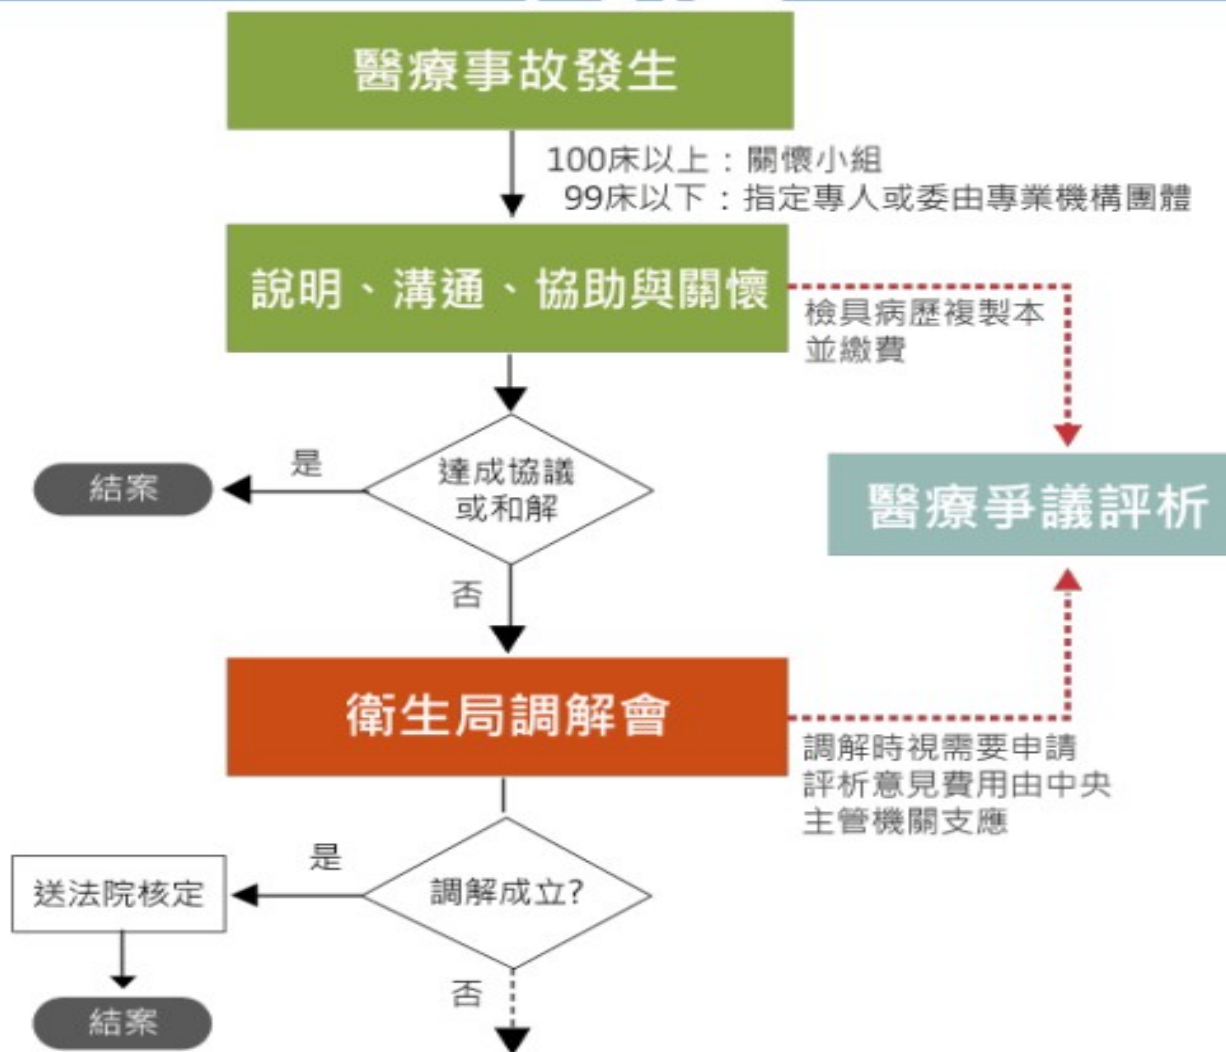 醫療事故發生
100床以上：關懷小組
99床以下：指定專人或委由專業機構團體
說明、溝通、協助與關懷
檢具病歷複製本
並繳費
是
結案
達成協議
或和解
醫療爭議評析
否
衛生局調解會
調解時視需要申請
評析意見費用由中央
主管機關支應
是
送法院核定
調解成立?
否
結案